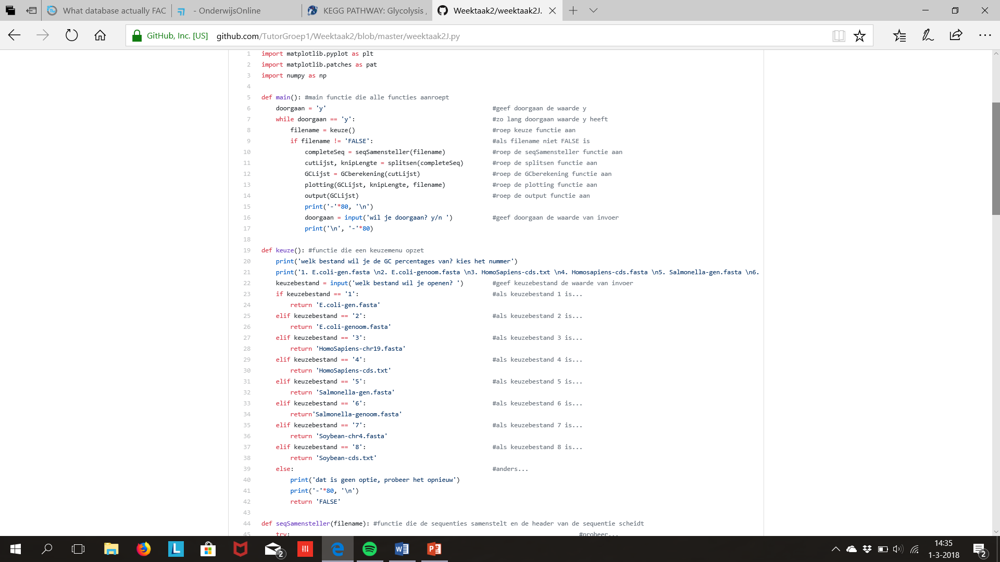 What database actually FAC
- OnderwijsOnline
KEGG PATHWAY: Glycolysis
Weektaak2/weektaak2J.
GitHub, Inc. [US] github.com/TutorGroep1/Weektaak2/blob/master/weektaak2J.py
1 import matplotlib.pyplot as plt
2 import matplotlib.patches as pat
3 import numpy as np
4
5 def main(): #main functie die alle functies aanroept
6 doorgaan = 'y' #geef doorgaan de waarde y
7 while doorgaan == 'y': #zo lang doorgaan waarde y heeft
8 filename = keuze() #roep keuze functie aan
9 if filename != 'FALSE': #als filename niet FALSE is
10 completeSeq = seqSamensteller(filename) #roep de seqSamensteller functie aan
11 cutLijst, knipLengte = splitsen(completeSeq) #roep de splitsen functie aan
12 GCLijst = GCberekening(cutLijst) #roep de GCberekening functie aan
13 plotting(GCLijst, knipLengte, filename) #roep de plotting functie aan
14 output(GCLijst) #roep de output functie aan
15 print('-'*80, '\n')
16 doorgaan = input('wil je doorgaan? y/n ') #geef doorgaan de waarde van invoer
17 print('\n', '-'*80)
18
19 def keuze(): #functie die een keuzemenu opzet
20 print('welk bestand wil je de GC percentages van? kies het nummer')
21 print('1. E.coli-gen.fasta \n2. E.coli-genoom.fasta \n3. HomoSapiens-cds.txt \n4. Homosapiens-cds.fasta \n5. Salmonella-gen.fasta \n6.
22 keuzebestand = input('welk bestand wil je openen? ') #geef keuzebestand de waarde van invoer
23 if keuzebestand == '1': #als keuzebestand 1 is...
24 return 'E.coli-gen.fasta'
25 elif keuzebestand == '2': #als keuzebestand 2 is...
26 return 'E.coli-genoom.fasta'
27 elif keuzebestand == '3': #als keuzebestand 3 is...
28 return 'HomoSapiens-chr19.fasta'
29 elif keuzebestand == '4': #als keuzebestand 4 is...
30 return 'HomoSapiens-cds.txt'
31 elif keuzebestand == '5': #als keuzebestand 5 is...
32 return 'Salmonella-gen.fasta'
33 elif keuzebestand == '6': #als keuzebestand 6 is...
34 return'Salmonella-genoom.fasta'
35 elif keuzebestand == '7': #als keuzebestand 7 is...
36 return 'Soybean-chr4.fasta'
37 elif keuzebestand == '8': #als keuzebestand 8 is...
38 return 'Soybean-cds.txt'
39 else: #anders...
40 print('dat is geen optie, probeer het opnieuw')
41 print('-'*80, '\n')
42 return 'FALSE'
43
44 def seqSamensteller(filename): #functie die de sequenties samenstelt en de header van de sequentie scheidt
45 try: #probeer...
L
2
14:35
1-3-2018
2